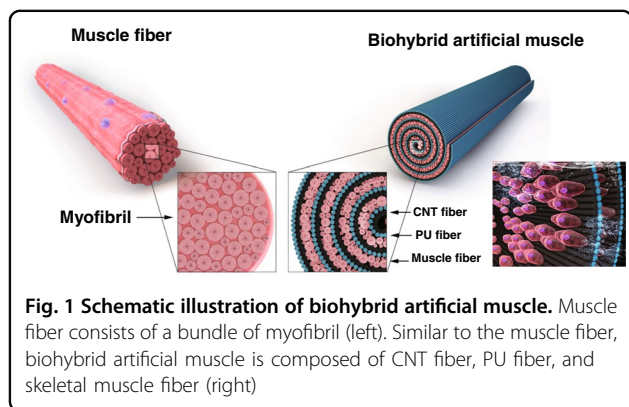 Muscle fiber
Biohybrid artificial muscle
Myofibril
CNT fiber
PU fiber
Muscle fiber
Fig. 1 Schematic illustration of biohybrid artificial muscle. Muscle
fiber consists of a bundle of myofibril (left). Similar to the muscle fiber,
biohybrid artificial muscle is composed of CNT fiber, PU fiber, and
skeletal muscle fiber (right)